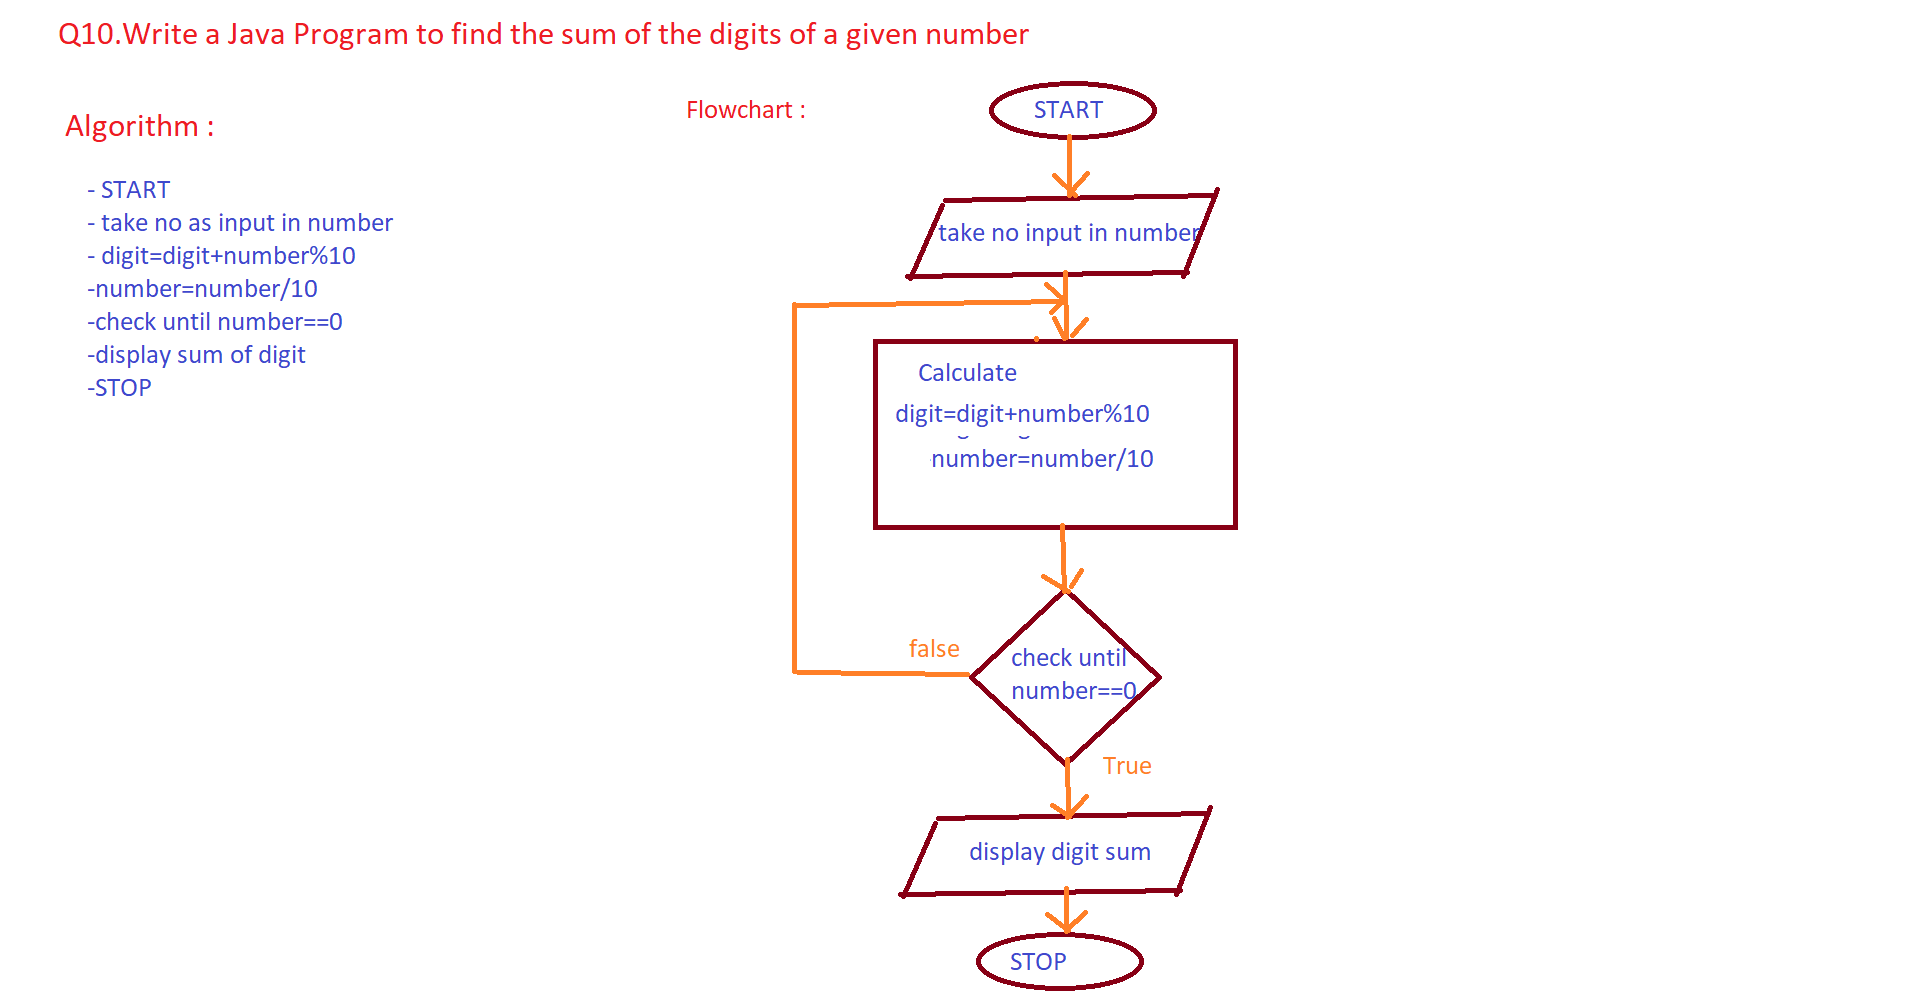 Q10.Write a Java Program to find the sum of the digits of a given number
Algorithm :
- START
- take no as input in number
- digit=digit+number%10
-number=number/10
-check until number==0
-display sum of digit
-STOP
Flowchart :
START
take no input in number
Calculate
digit=digit+number%10
number=number/10
false
check until
number==0
True
display digit sum
STOP